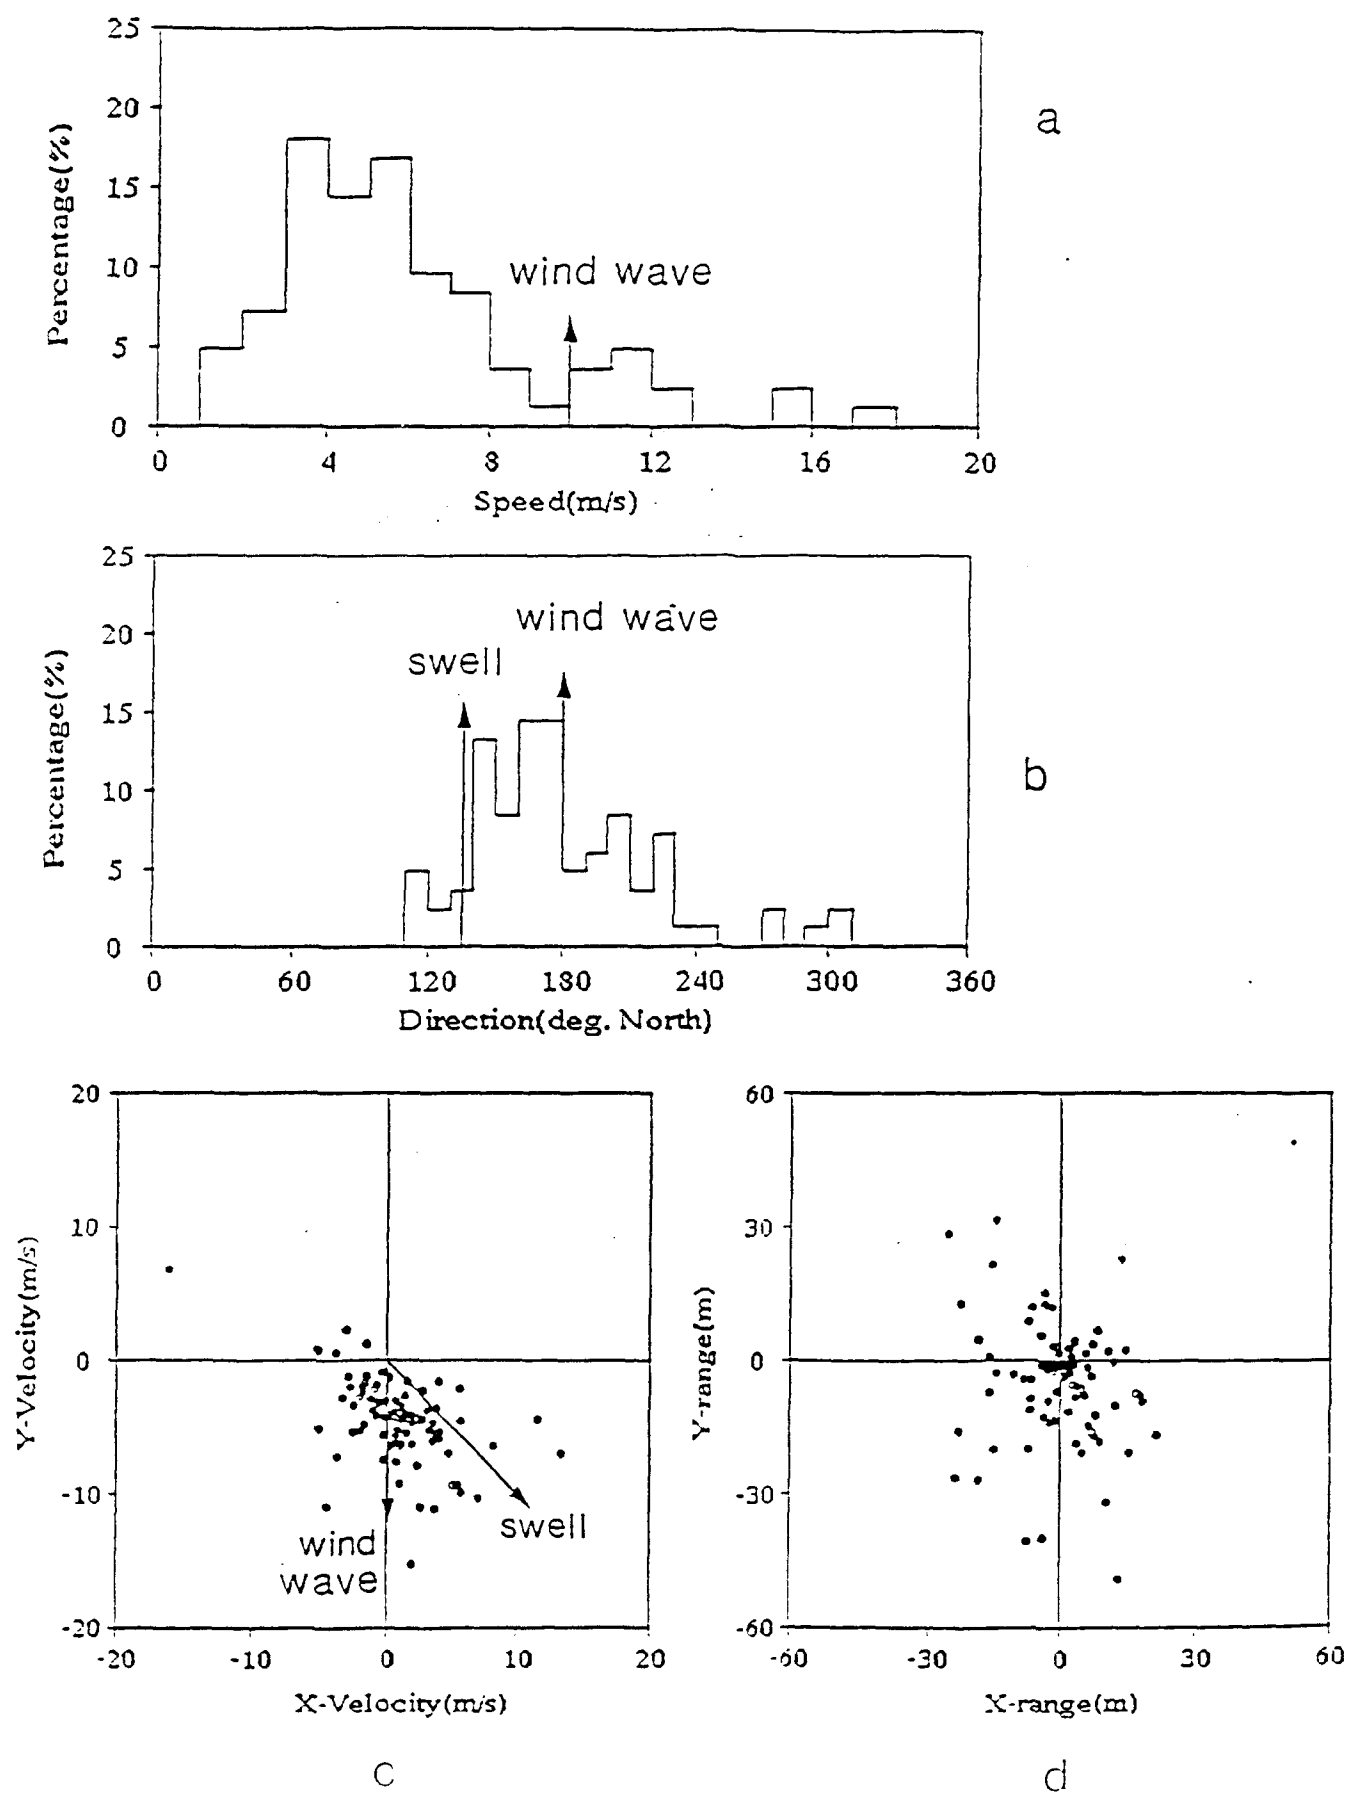 25
20
15
10
5
0
Percentage(%)
wind wave
a
0 4 8 12 16 20
Speed(m/s)
25
20
15
10
5
0
Percentage(%)
wind wave
swell
b
0 60 120 180 240 300 360
Direction(deg. North)
20
10
0
-10
-20
Y-Velocity(m/s)
swell
wind
wave
-20 -10 0 10 20
X-Velocity(m/s)
c
60
30
0
-30
-60
Y-range(m)
-60 -30 0 30 60
X-range(m)
d